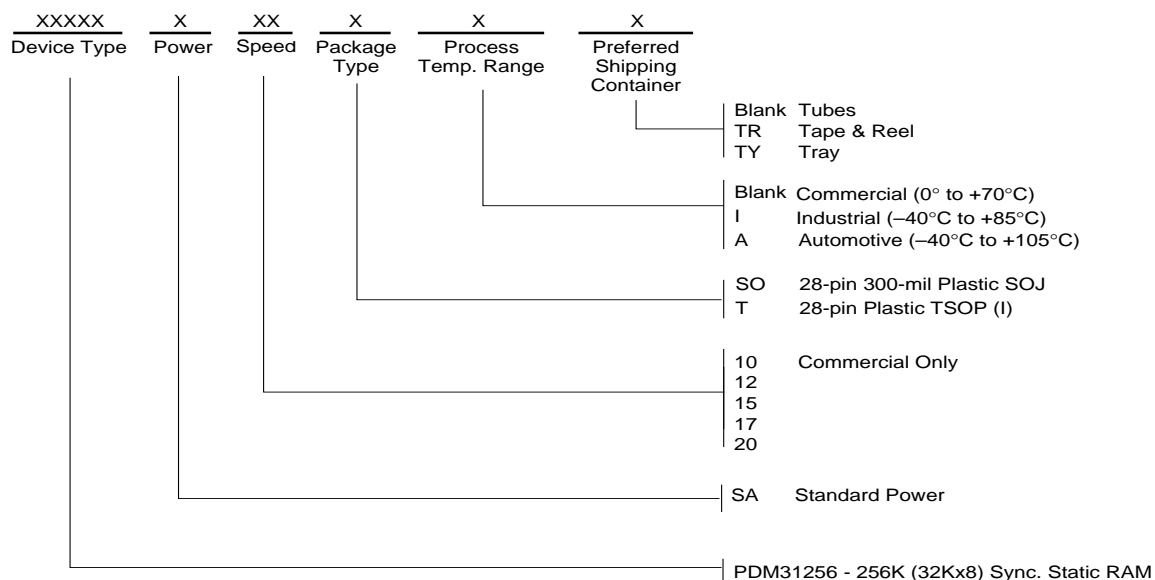 XXXXX X XX X X X
Device Type Power Speed Package Type Process Temp. Range Preferred Shipping Container
Blank Tubes
TR Tape & Reel
TY Tray
Blank Commercial (0° to +70°C)
I Industrial (–40°C to +85°C)
A Automotive (–40°C to +105°C)
SO 28-pin 300-mil Plastic SOJ
T 28-pin Plastic TSOP (I)
10 Commercial Only
12
15
17
20
SA Standard Power
PDM31256 - 256K (32Kx8) Sync. Static RAM